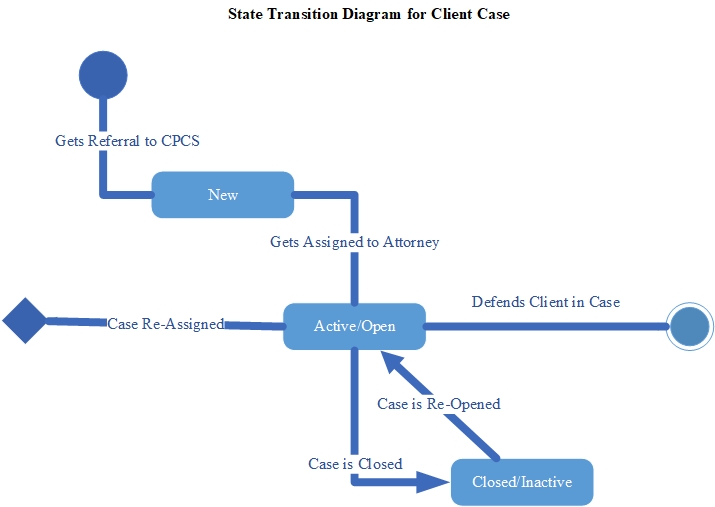 State Transition Diagram for Client Case
Gets Referral to CPCS
New
Gets Assigned to Attorney
Defends Client in Case
Case Re-Assigned
Active/Open
Case is Re-Opened
Case is Closed
Closed/Inactive